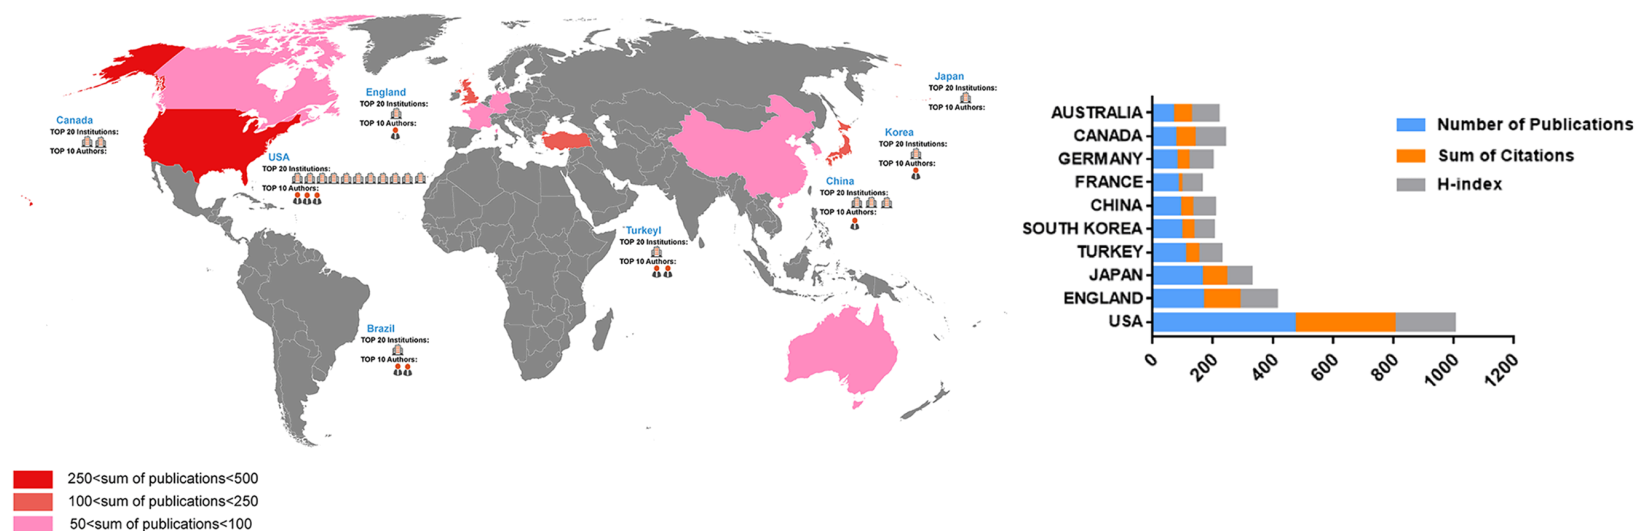 Canada
TOP 20 Institutions:
TOP 10 Authors:
England
TOP 20 Institutions:
TOP 10 Authors:
USA
TOP 20 Institutions:
TOP 10 Authors:
Japan
TOP 20 Institutions:
TOP 10 Authors:
Korea
TOP 20 Institutions:
TOP 10 Authors:
China
TOP 20 Institutions:
TOP 10 Authors:
Turkeyl
TOP 20 Institutions:
TOP 10 Authors:
Brazil
TOP 20 Institutions:
TOP 10 Authors:
250<sum of publications<500
100<sum of publications<250
50<sum of publications<100
AUSTRALIA
CANADA
GERMANY
FRANCE
CHINA
SOUTH KOREA
TURKEY
JAPAN
ENGLAND
USA
0 200 400 600 800 1000 1200
Number of Publications
Sum of Citations
H-index